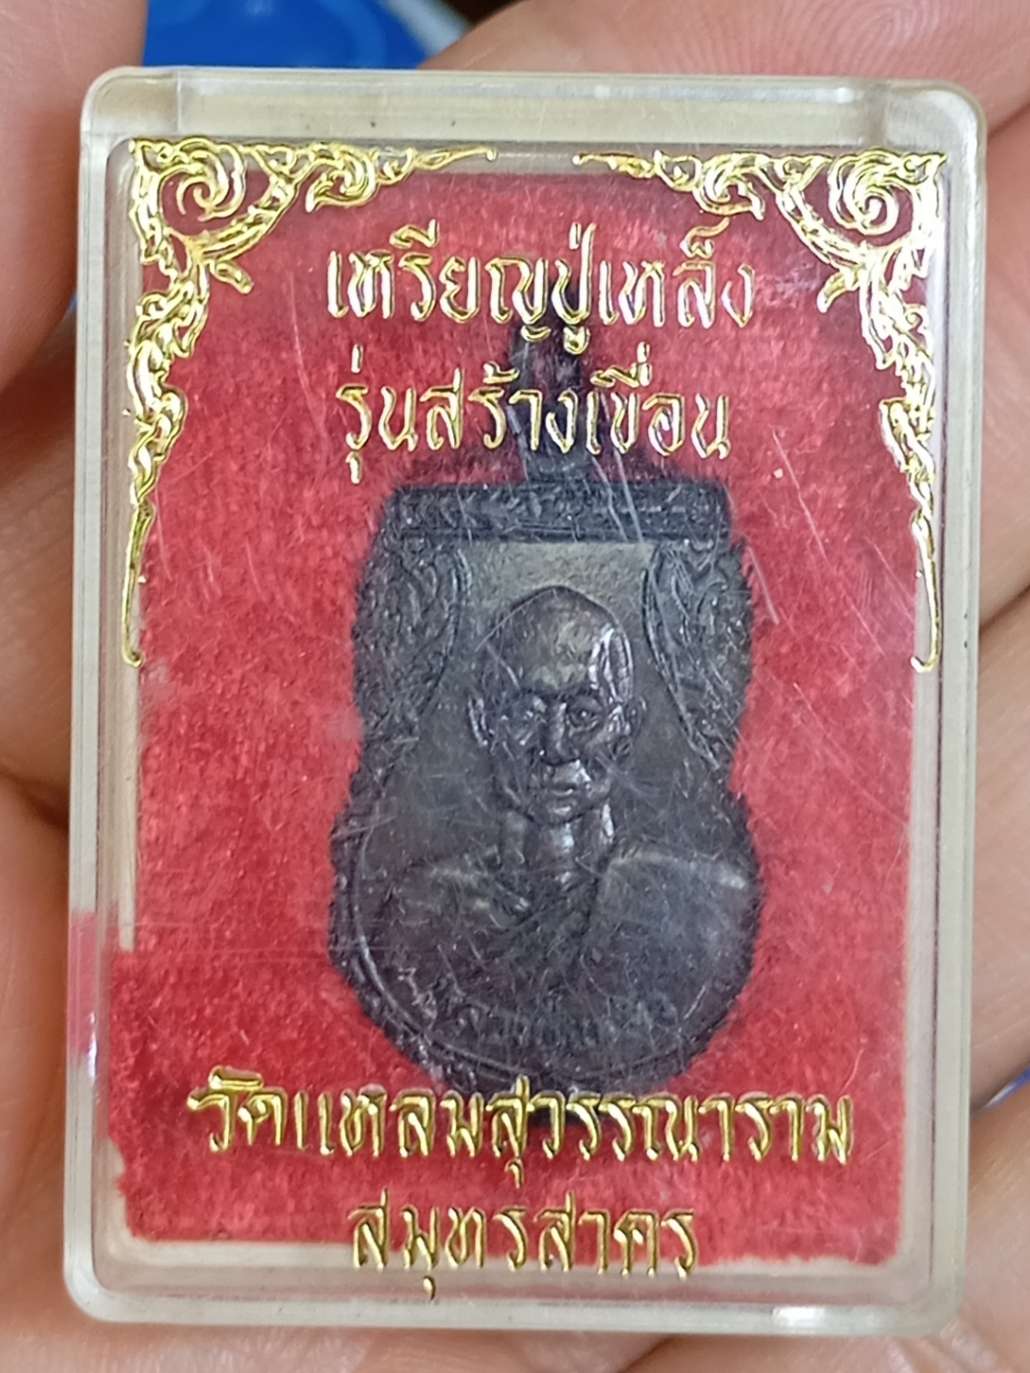 เหรียญปู่เหล็ง
รุ่นสร้างเขื่อน
วัดแหลมสุวรรณาราม
สมุทรสาคร